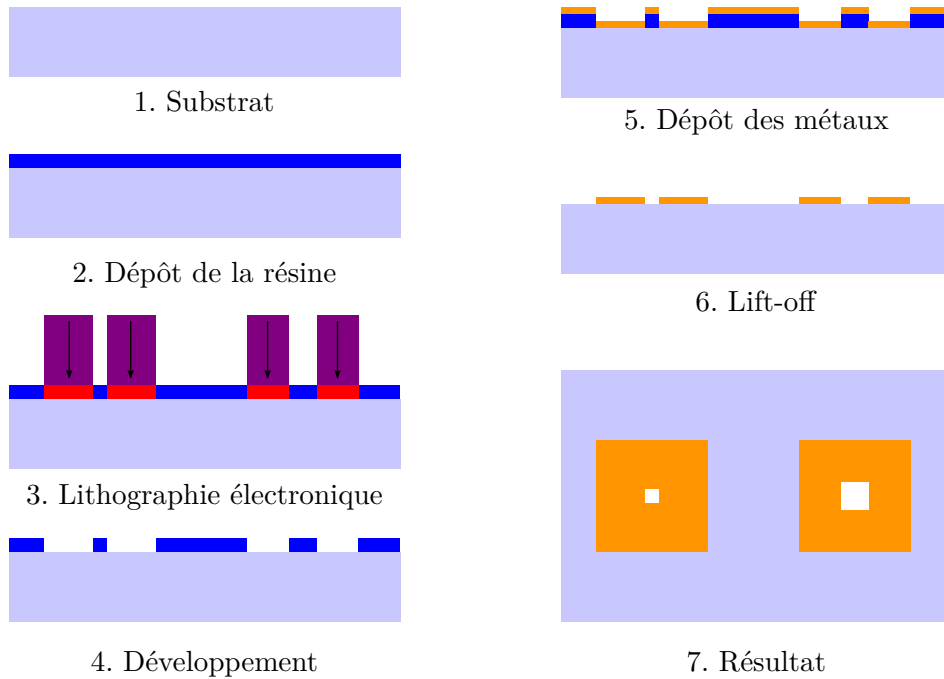 1. Substrat
2. Dépôt de la résine
3. Lithographie électronique
4. Développement
5. Dépôt des métaux
6. Lift-off
7. Résultat